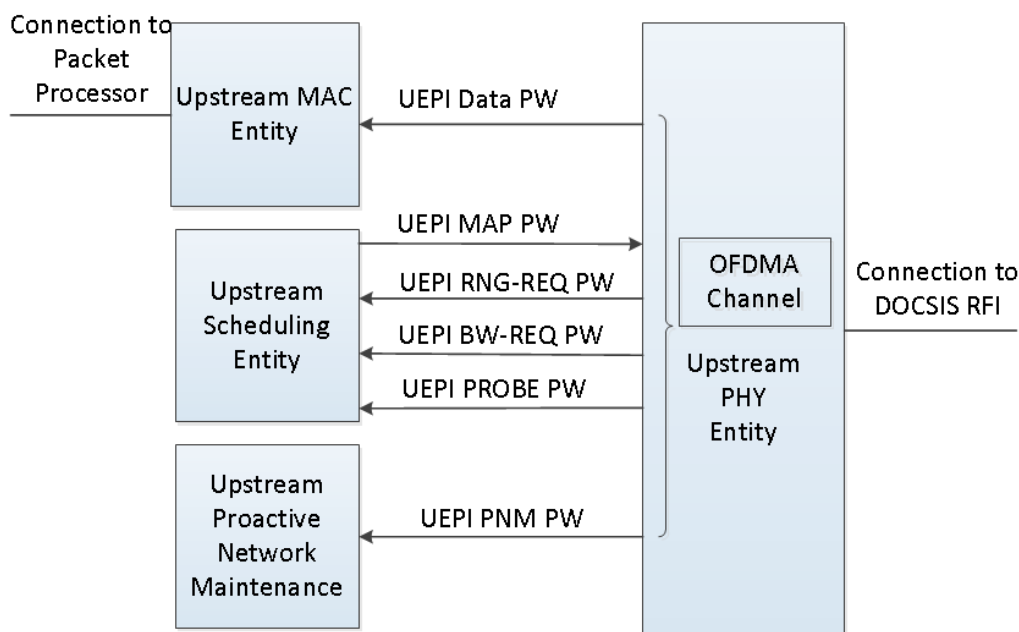 Connection to
Packet
Processor
Upstream MAC
Entity
UEPI Data PW
UEPI MAP PW
UEPI RNG-REQ PW
UEPI BW-REQ PW
UEPI PROBE PW
Upstream
Scheduling
Entity
OFDMA
Channel
Upstream
PHY
Entity
Connection to
DOCSIS RFI
Upstream
Proactive
Network
Maintenance
UEPI PNM PW